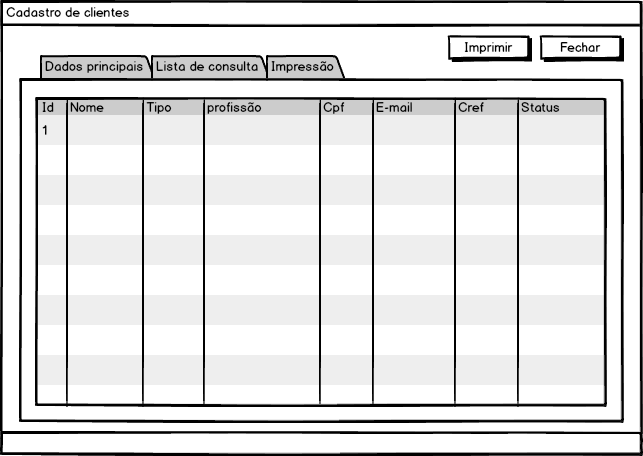 Cadastro de clientes
Imprimir Fechar
Dados principais Lista de consulta Impressão
Id Nome Tipo profissão Cpf E-mail Cref Status
1